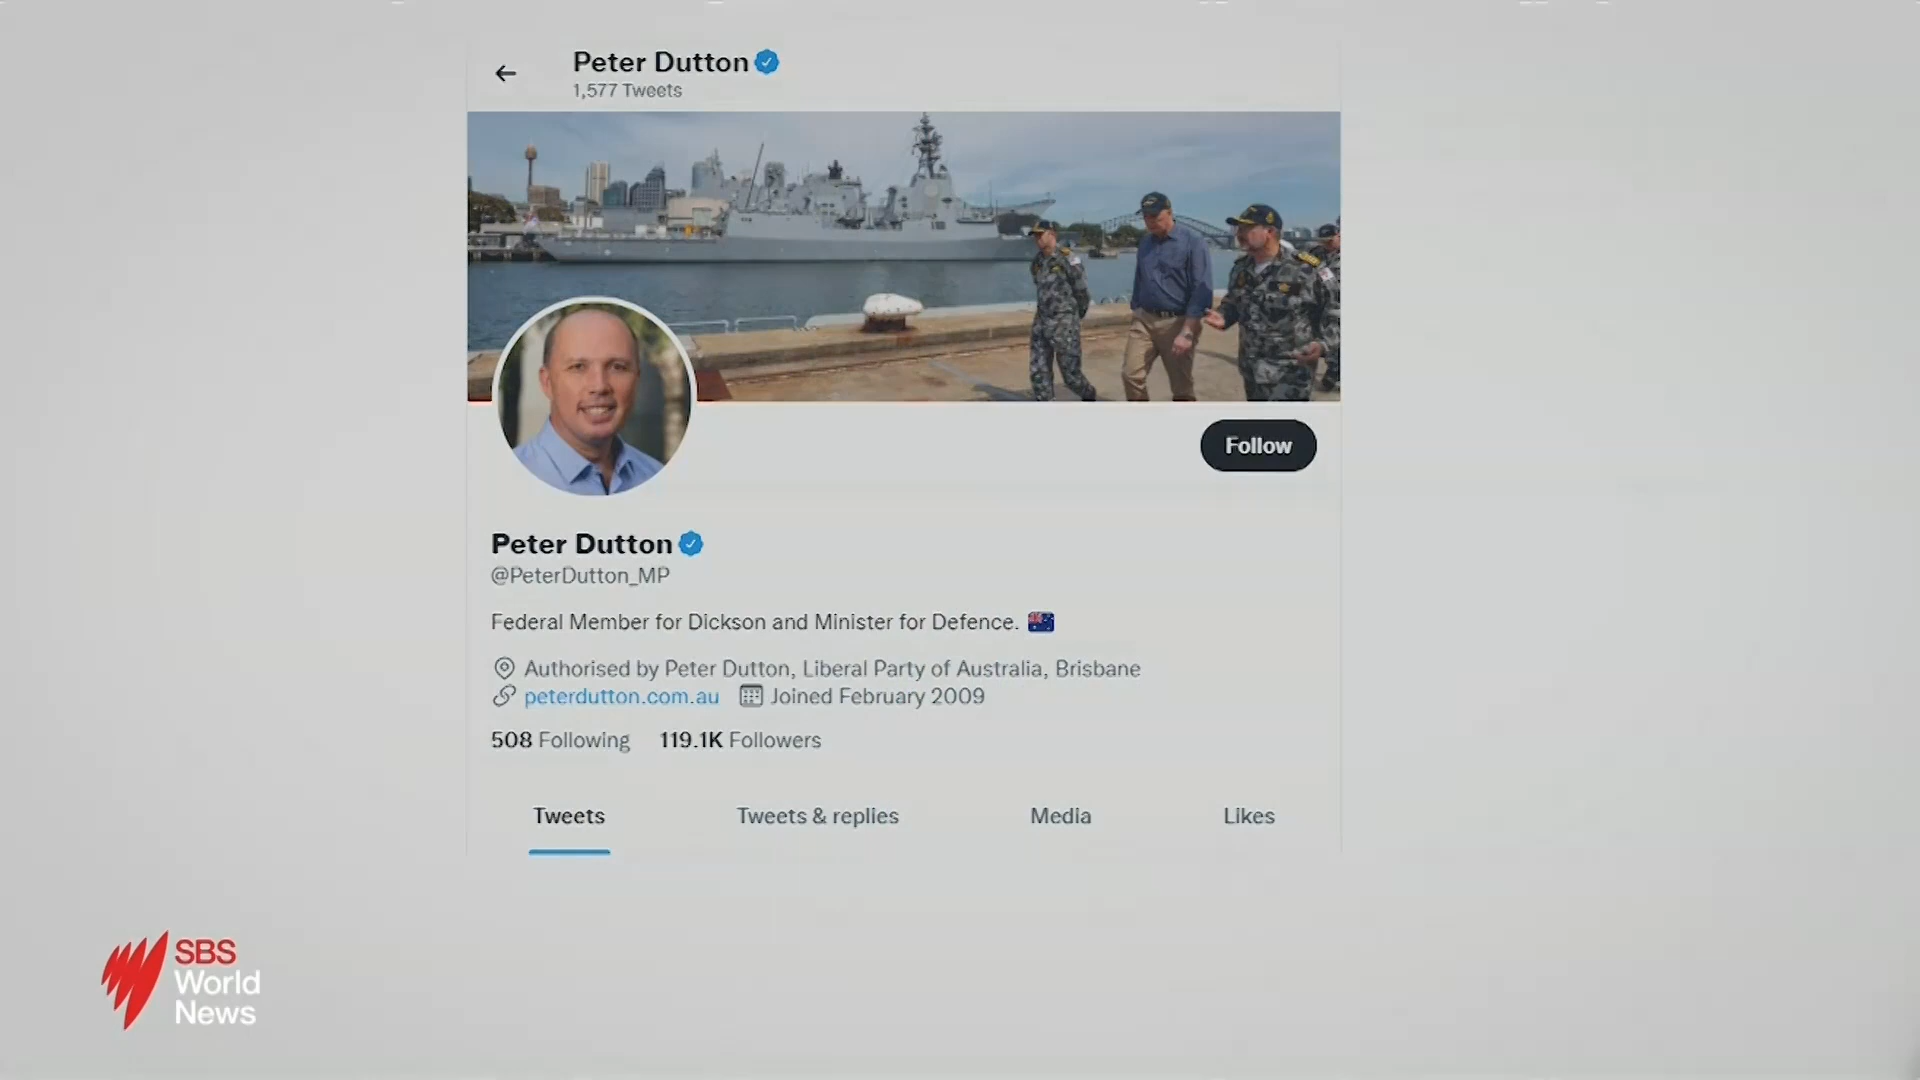 Peter Dutton
1,577 Tweets
Follow
Peter Dutton
@PeterDutton_MP
Federal Member for Dickson and Minister for Defence.
Authorised by Peter Dutton, Liberal Party of Australia, Brisbane
peterdutton.com.au Joined February 2009
508 Following 119.1K Followers
Tweets Tweets & replies Media Likes
SBS
World
News